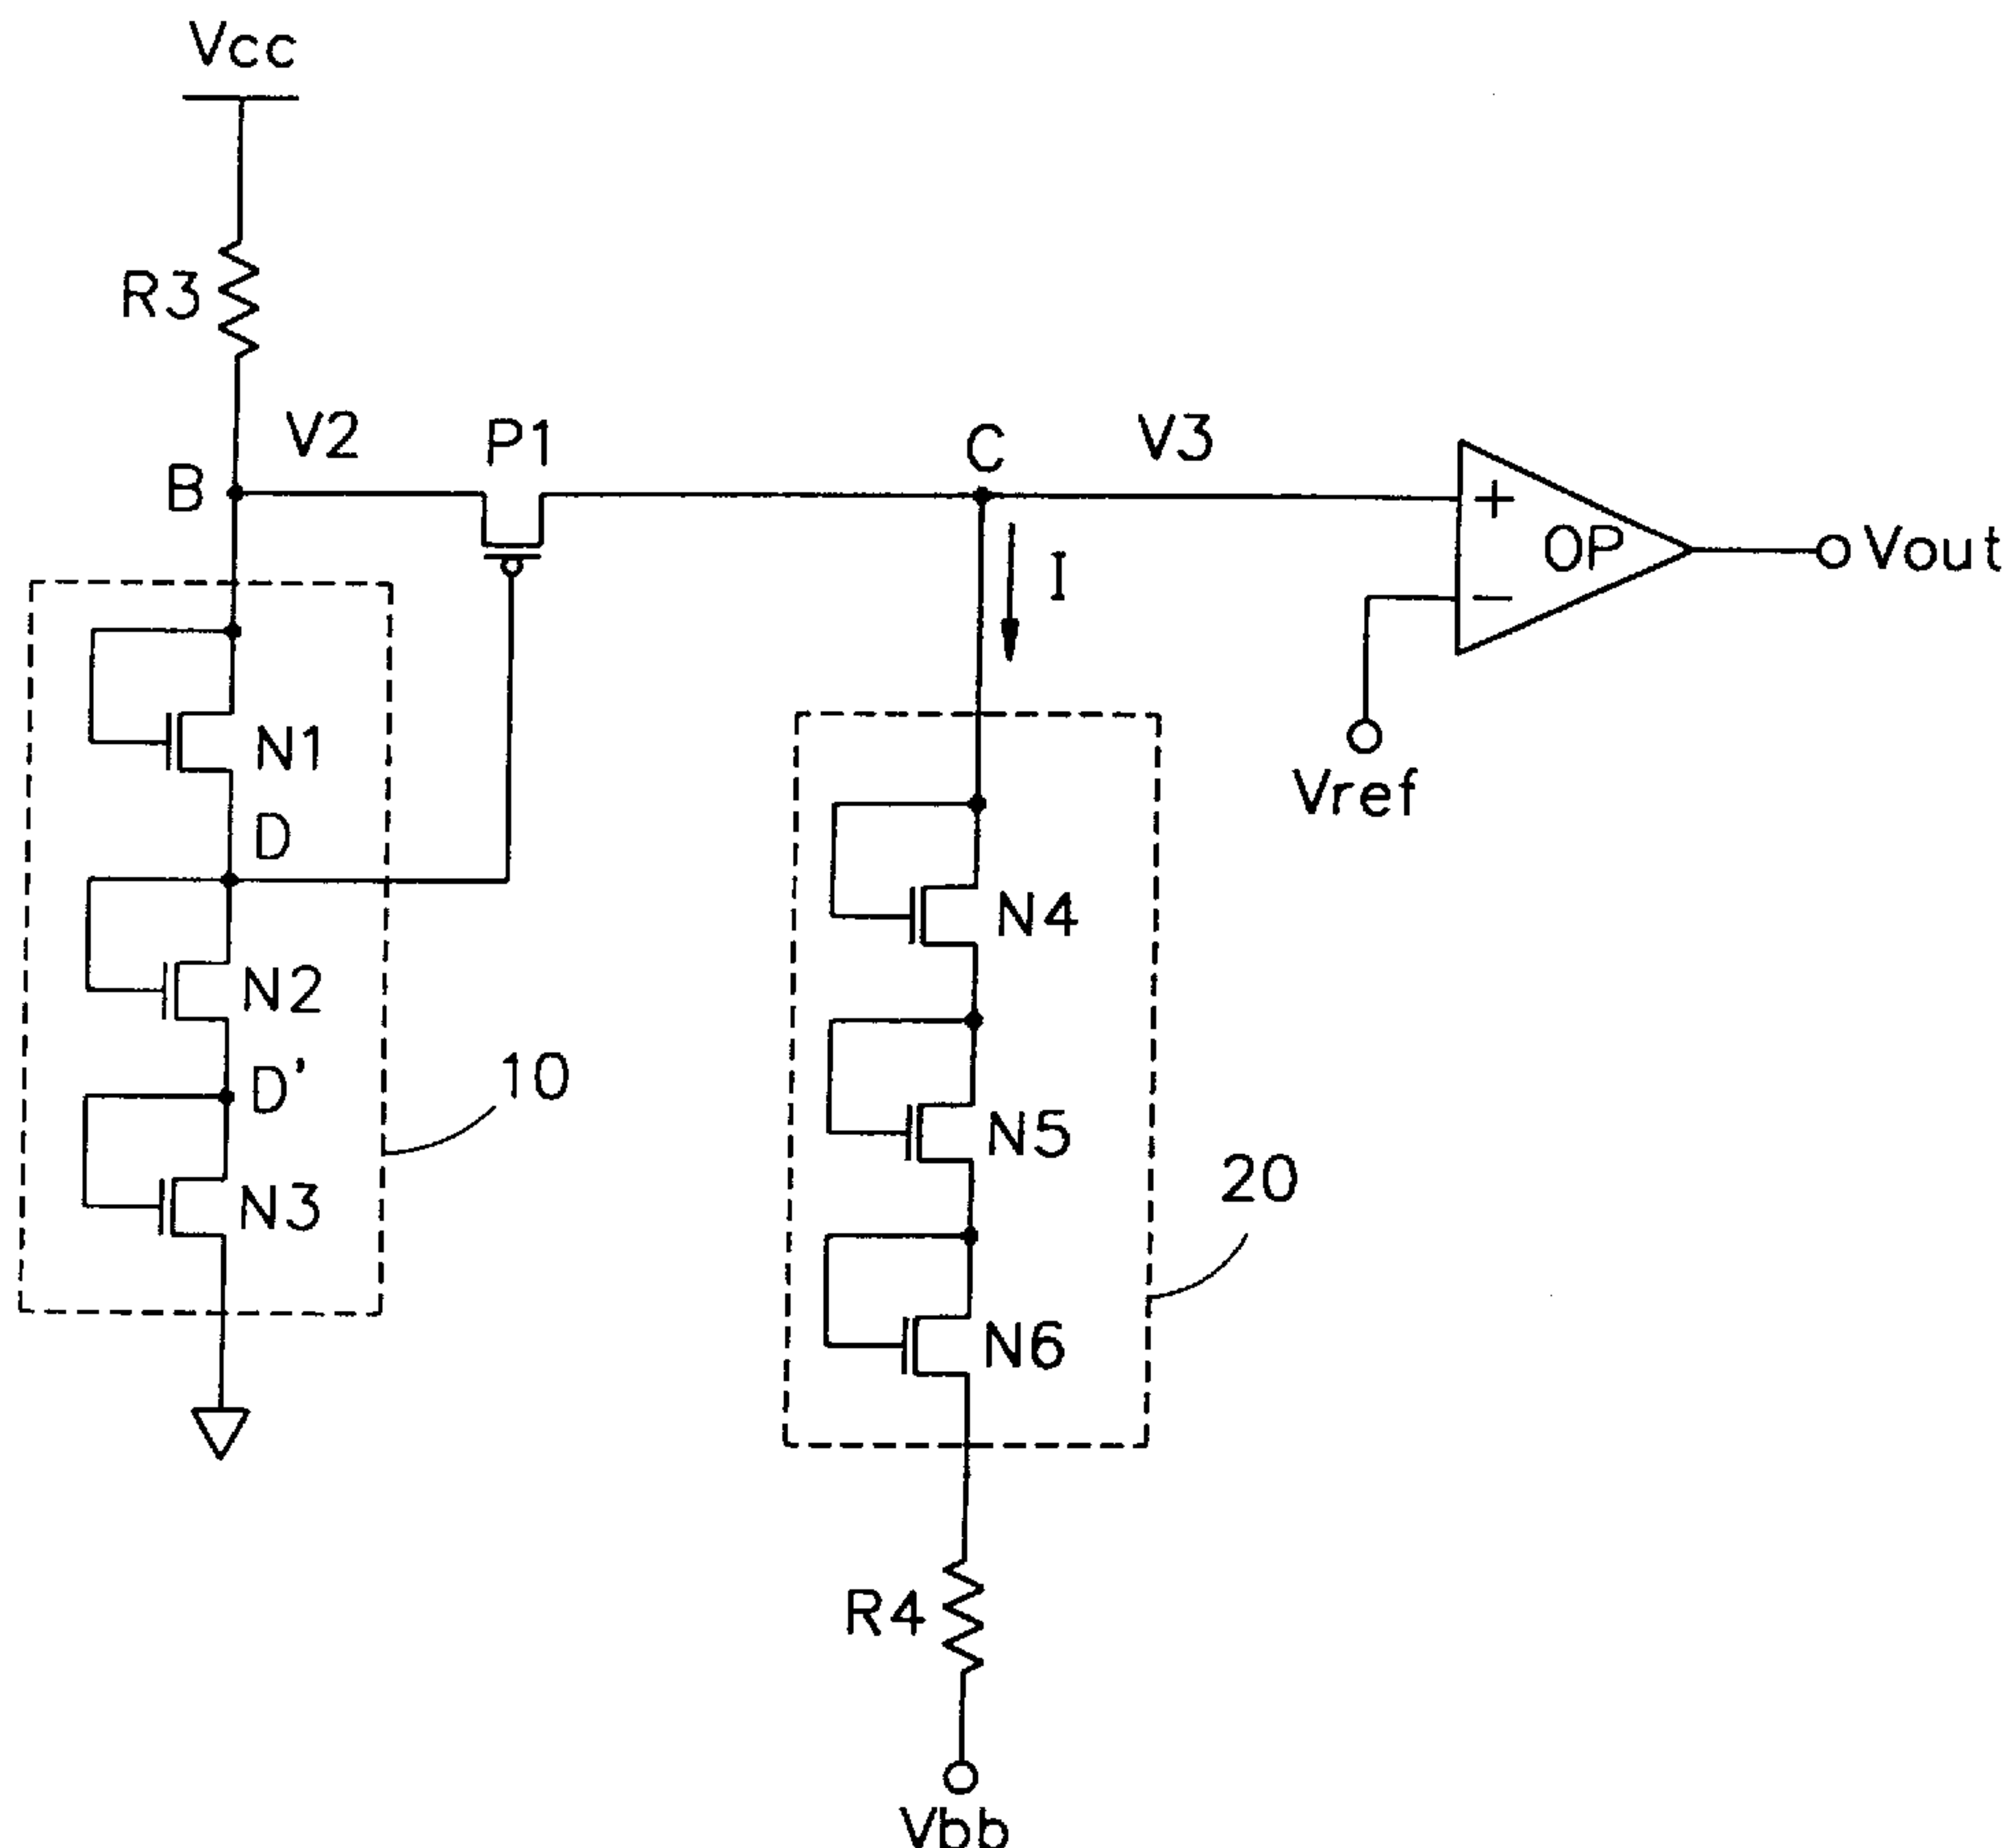 Vcc
R3
V2
P1
C
V3
B
+
OP
Vout
I
−
N1
Vref
D
N4
N2
D'
10
N5
N3
20
N6
R4
Vbb